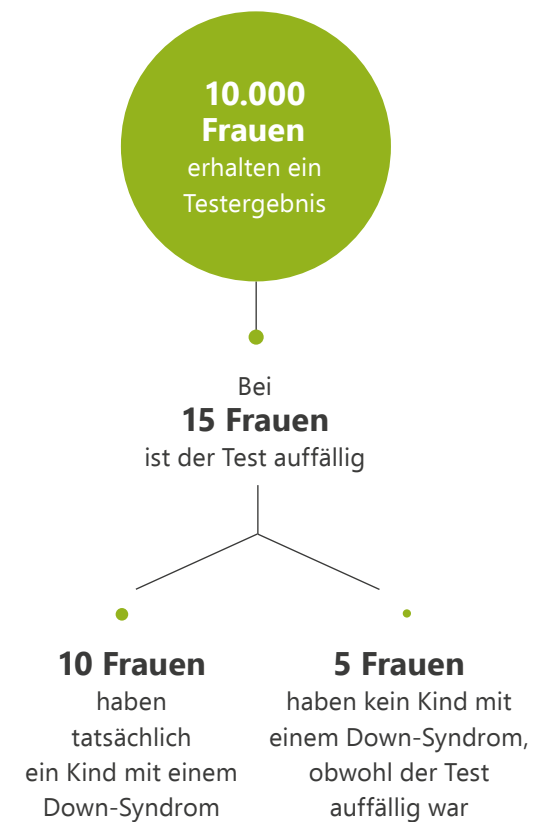 10.000
Frauen
erhalten ein
Testergebnis
Bei
15 Frauen
ist der Test auffällig
10 Frauen
haben
tatsächlich
ein Kind mit einem
Down-Syndrom
5 Frauen
haben kein Kind mit
einem Down-Syndrom,
obwohl der Test
auffällig war